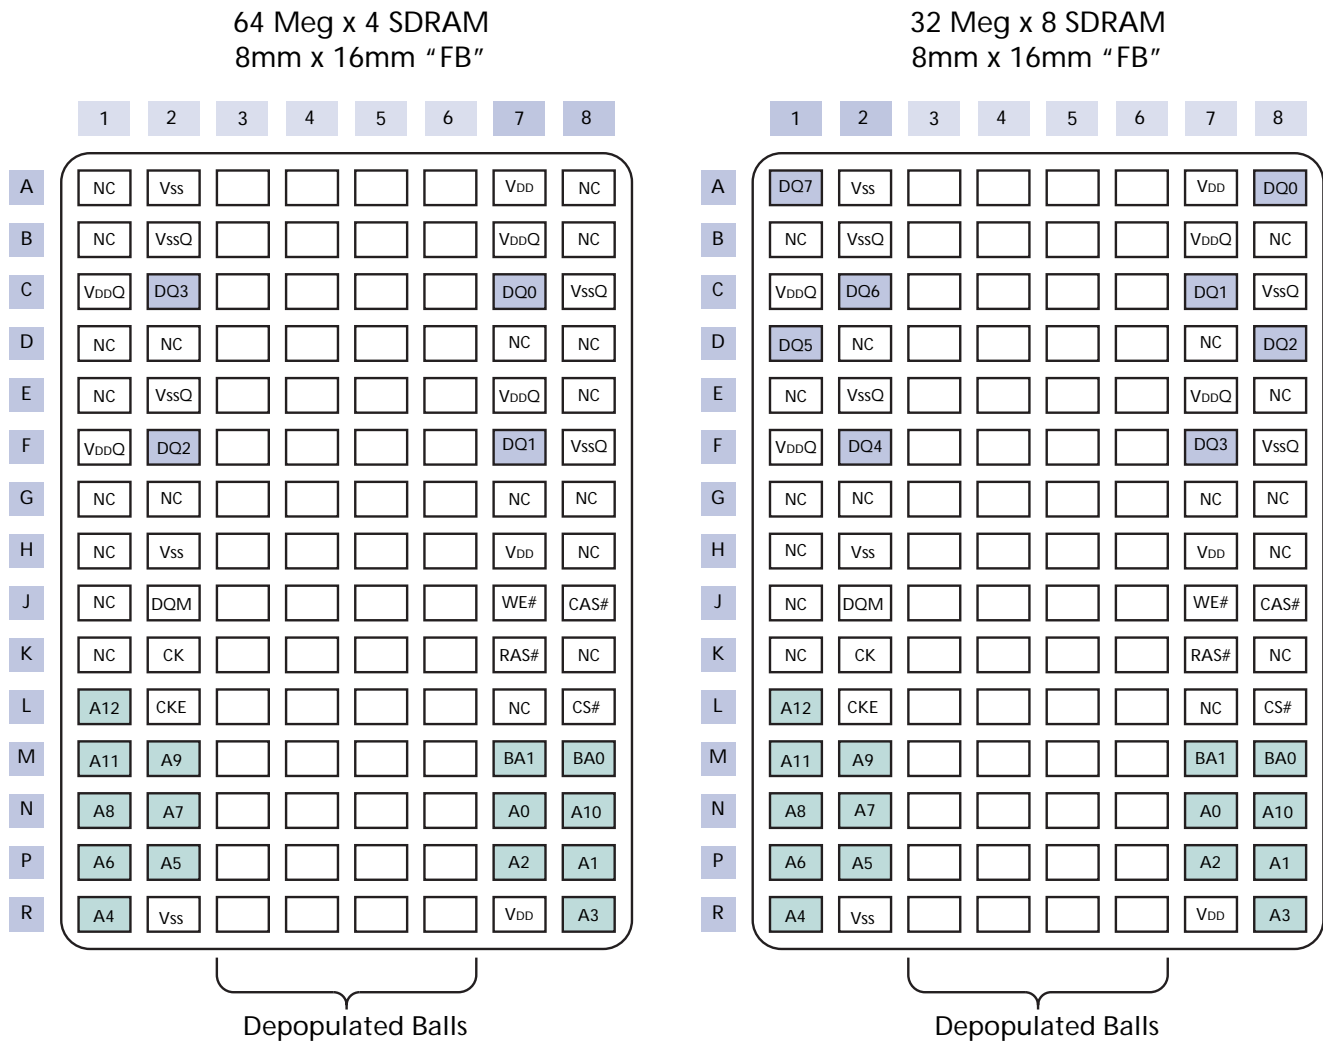 64 Meg x 4 SDRAM
8mm x 16mm “FB”
1 2 3 4 5 6 7 8
A NC Vss VDD NC
B NC VssQ VDDQ NC
C VDDQ DQ3 DQ0 VssQ
D NC NC NC NC
E NC VssQ VDDQ NC
F VDDQ DQ2 DQ1 VssQ
G NC NC NC NC
H NC Vss VDD NC
J NC DQM WE# CAS#
K NC CK RAS# NC
L A12 CKE NC CS#
M A11 A9 BA1 BA0
N A8 A7 A0 A10
P A6 A5 A2 A1
R A4 Vss VDD A3
Depopulated Balls
32 Meg x 8 SDRAM
8mm x 16mm “FB”
1 2 3 4 5 6 7 8
A DQ7 Vss VDD DQ0
B NC VssQ VDDQ NC
C VDDQ DQ6 DQ1 VssQ
D DQ5 NC NC DQ2
E NC VssQ VDDQ NC
F VDDQ DQ4 DQ3 VssQ
G NC NC NC NC
H NC Vss VDD NC
J NC DQM WE# CAS#
K NC CK RAS# NC
L A12 CKE NC CS#
M A11 A9 BA1 BA0
N A8 A7 A0 A10
P A6 A5 A2 A1
R A4 Vss VDD A3
Depopulated Balls